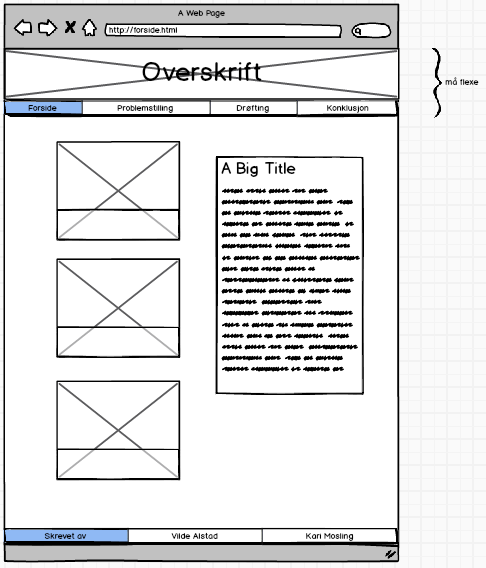 A Web Page
http://forside.html
Overskrift
må flexe
Forside Problemstilling Drøfting Konklusjon
A Big Title
Skrevet av Vilde Alstad Kari Mosling